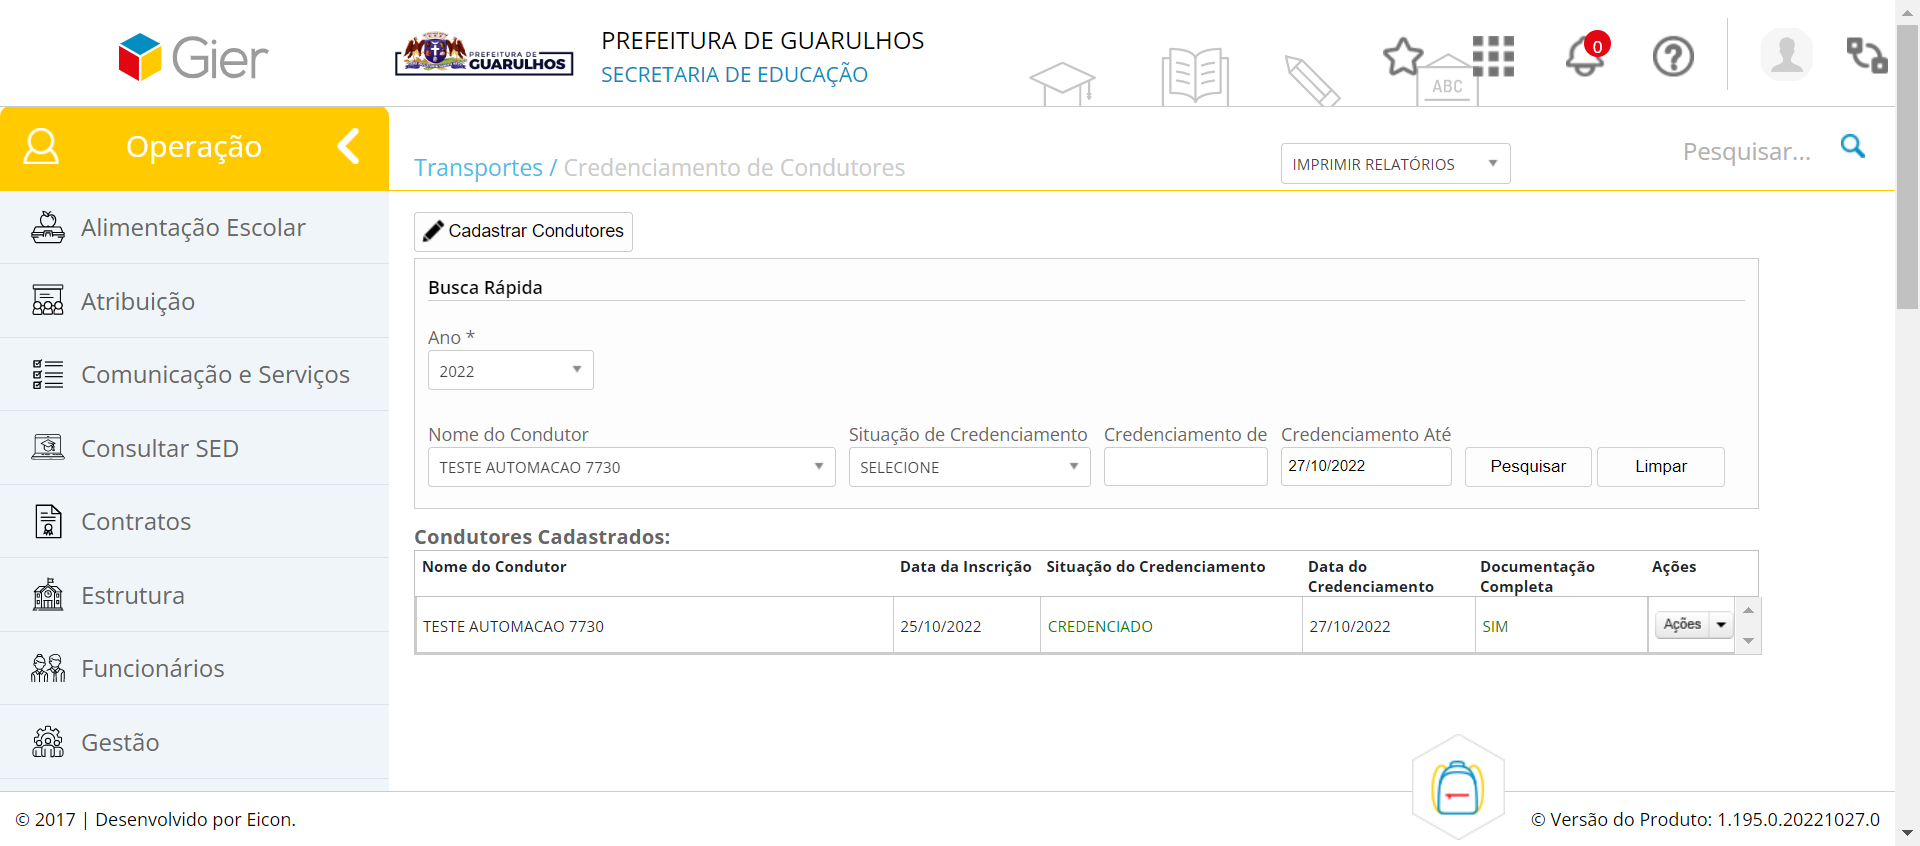 Gier
PREFEITURA DE
GUARULHOS
PREFEITURA DE GUARULHOS
SECRETARIA DE EDUCAÇÃO
ABC
0
Operação
Transportes / Credenciamento de Condutores
IMPRIMIR RELATÓRIOS
Pesquisar...
Alimentação Escolar
Atribuição
Comunicação e Serviços
Consultar SED
Contratos
Estrutura
Funcionários
Gestão
Cadastrar Condutores
Busca Rápida
Ano *
2022
Nome do Condutor Situação de Credenciamento Credenciamento de Credenciamento Até
TESTE AUTOMACAO 7730 SELECIONE 27/10/2022 Pesquisar Limpar
Condutores Cadastrados:
Nome do Condutor Data da Inscrição Situação do Credenciamento Data do Credenciamento Documentação Completa Ações
TESTE AUTOMACAO 7730 25/10/2022 CREDENCIADO 27/10/2022 SIM Ações
© 2017 | Desenvolvido por Eicon.
© Versão do Produto: 1.195.0.20221027.0